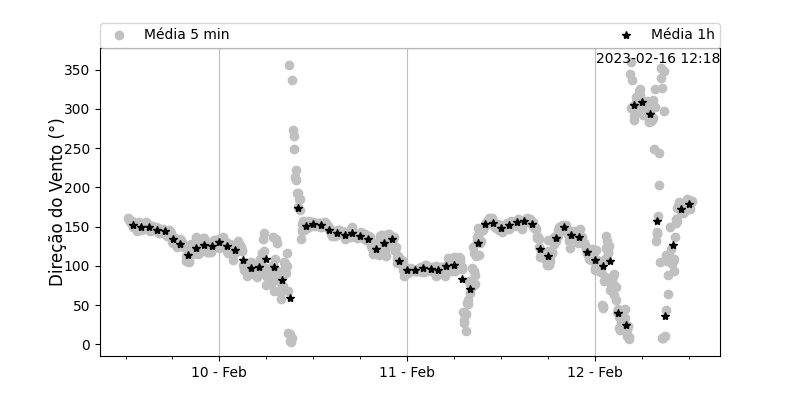 Média 5 min
Média 1h
2023-02-16 12:18
Direção do Vento (°)
350
300
250
200
150
100
50
0
10 - Feb
11 - Feb
12 - Feb